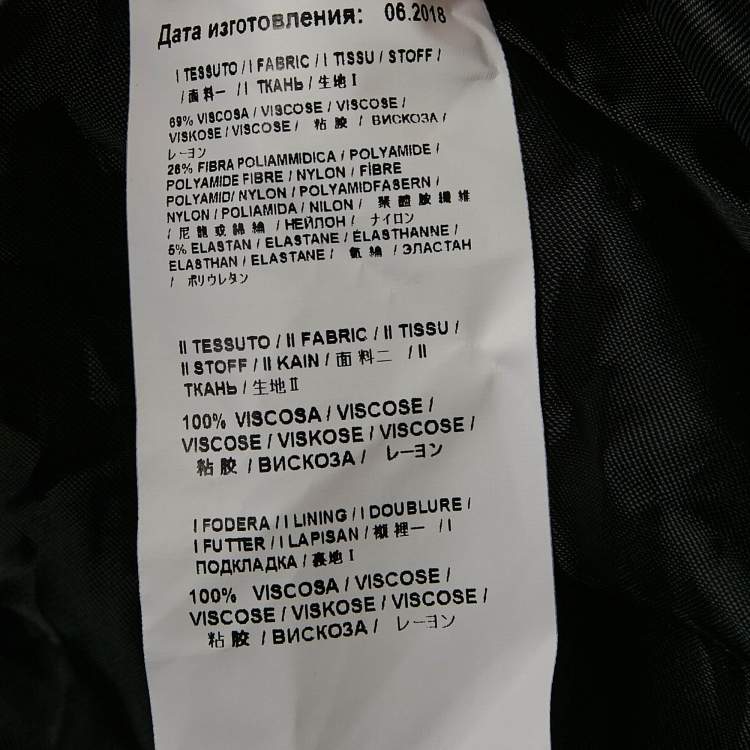 Дата изготовления: 06.2018
I TESSUTO / I FABRIC / I TISSU / STOFF /
/ 面料一 / I ТКАНЬ / 生地 I
69% VISCOSA / VISCOSE / VISCOSE /
VISKOSE / VISCOSE / 粘 胶 / ВИСКОЗА /
レーヨン
26% FIBRA POLIAMMIDICA / POLYAMIDE /
POLYAMIDE FIBRE / NYLON / FIBRE
POLYAMID/ NYLON / POLYAMIDFASERN /
NYLON / POLIAMIDA / NILON / 聚 醯 胺 纖 維
/ 尼 龍 或 錦 綸 / НЕЙЛОН / ナイロン
5% ELASTAN / ELASTANE / ÉLASTHANNE /
ELASTHAN / ELASTANE / 氨 綸 / ЭЛАСТАН
/ ポリウレタン
II TESSUTO / II FABRIC / II TISSU /
II STOFF / II KAIN / 面 料 二 / II
ТКАНЬ / 生地 II
100% VISCOSA / VISCOSE /
VISCOSE / VISKOSE / VISCOSE /
粘 胶 / ВИСКОЗА / レーヨン
I FODERA / I LINING / I DOUBLURE /
I FUTTER / I LAPISAN / 襯 裡 一 / I
ПОДКЛАДКА / 裏地 I
100% VISCOSA / VISCOSE /
VISCOSE / VISKOSE / VISCOSE /
粘 胶 / ВИСКОЗА / レーヨン